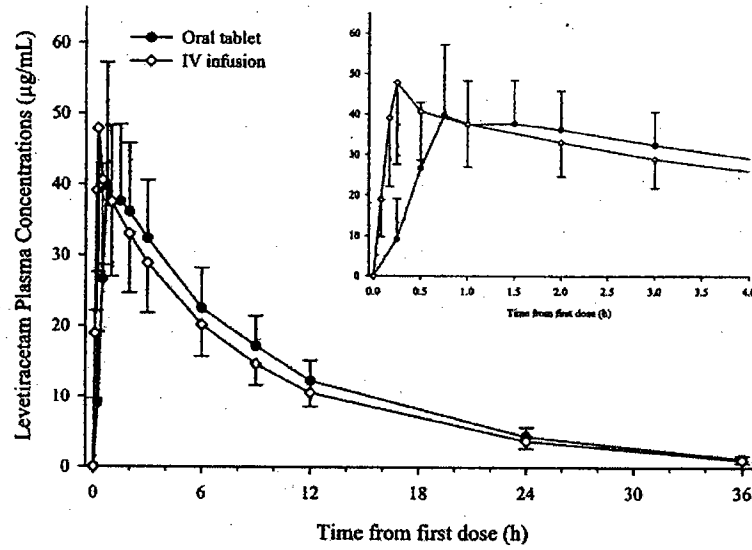 Oral tablet
IV infusion
Levetiracetam Plasma Concentrations (μg/mL)
60
50
40
30
20
10
0
0 6 12 18 24 30 36
Time from first dose (h)
60
50
40
30
20
10
0
0.0 0.5 1.0 1.5 2.0 2.5 3.0 3.5 4.0
Time from first dose (h)